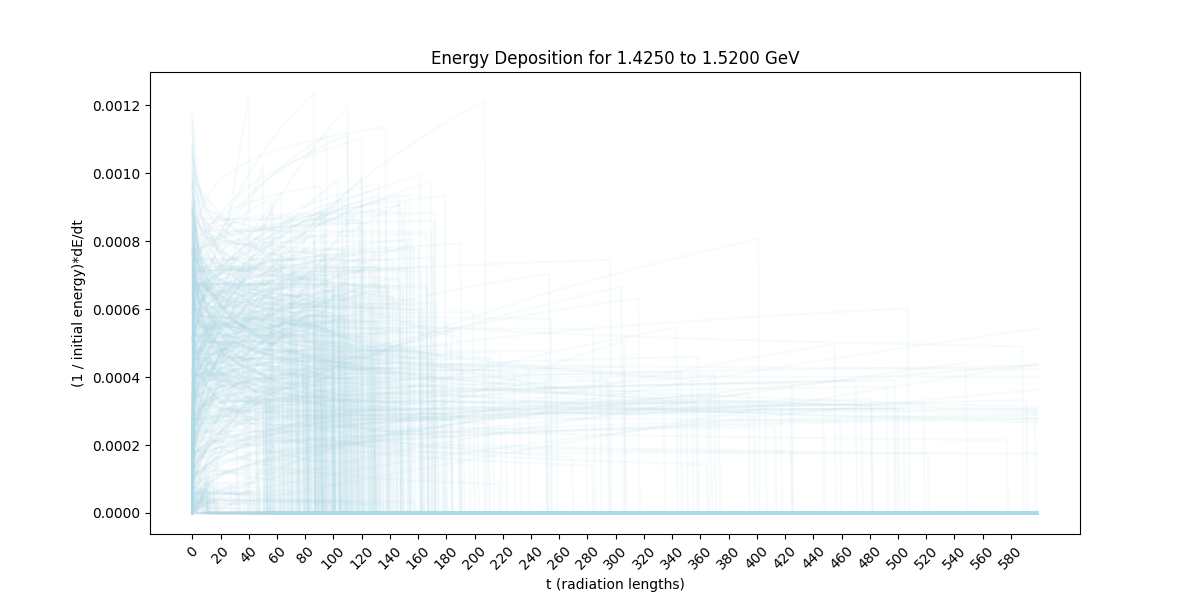 Energy Deposition for 1.4250 to 1.5200 GeV
(1 / initial energy)*dE/dt
0.0012
0.0010
0.0008
0.0006
0.0004
0.0002
0.0000
0 20 40 60 80 100 120 140 160 180 200 220 240 260 280 300 320 340 360 380 400 420 440 460 480 500 520 540 560 580
t (radiation lengths)